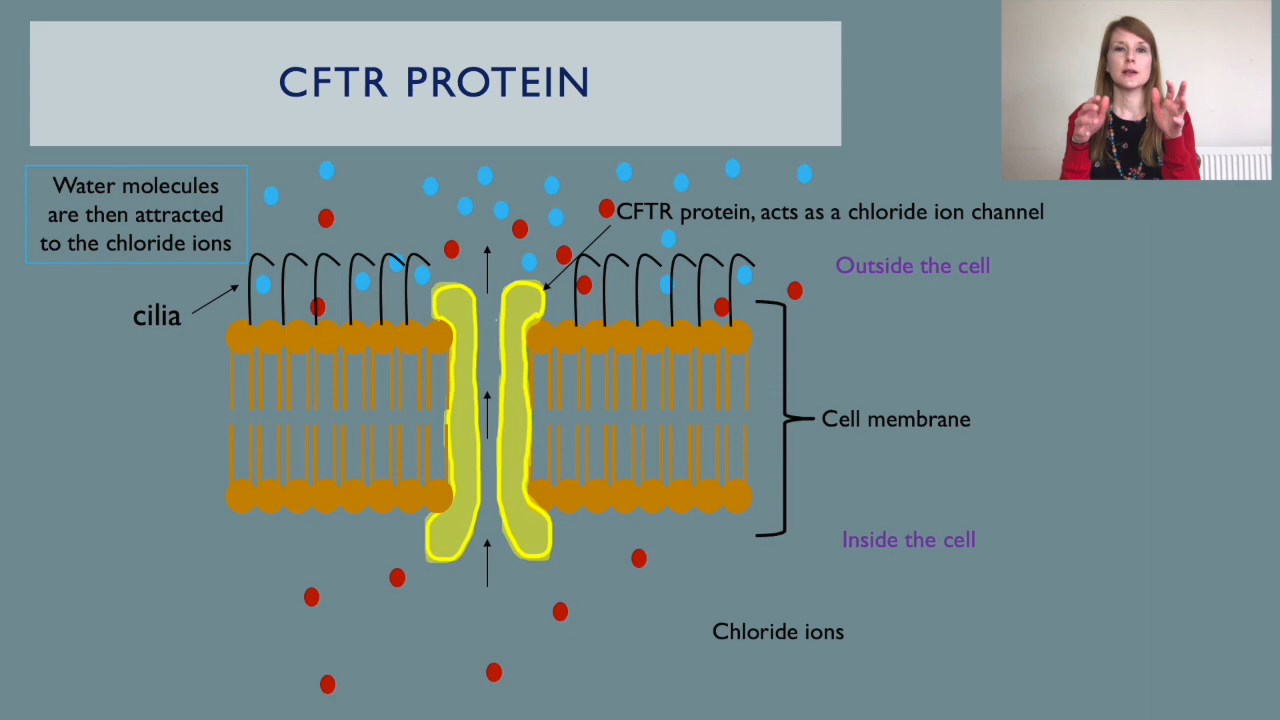 CFTR PROTEIN
Water molecules
are then attracted
to the chloride ions
CFTR protein, acts as a chloride ion channel
Outside the cell
cilia
Cell membrane
Inside the cell
Chloride ions